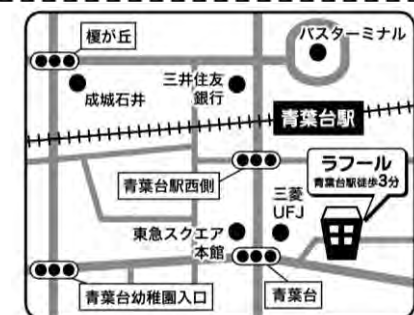 榎が丘
バスターミナル
成城石井
三井住友
銀行
青葉台駅
青葉台駅西側
ラフール
青葉台駅徒歩3分
三菱
UFJ
東急スクエア
本館
青葉台幼稚園入口
青葉台